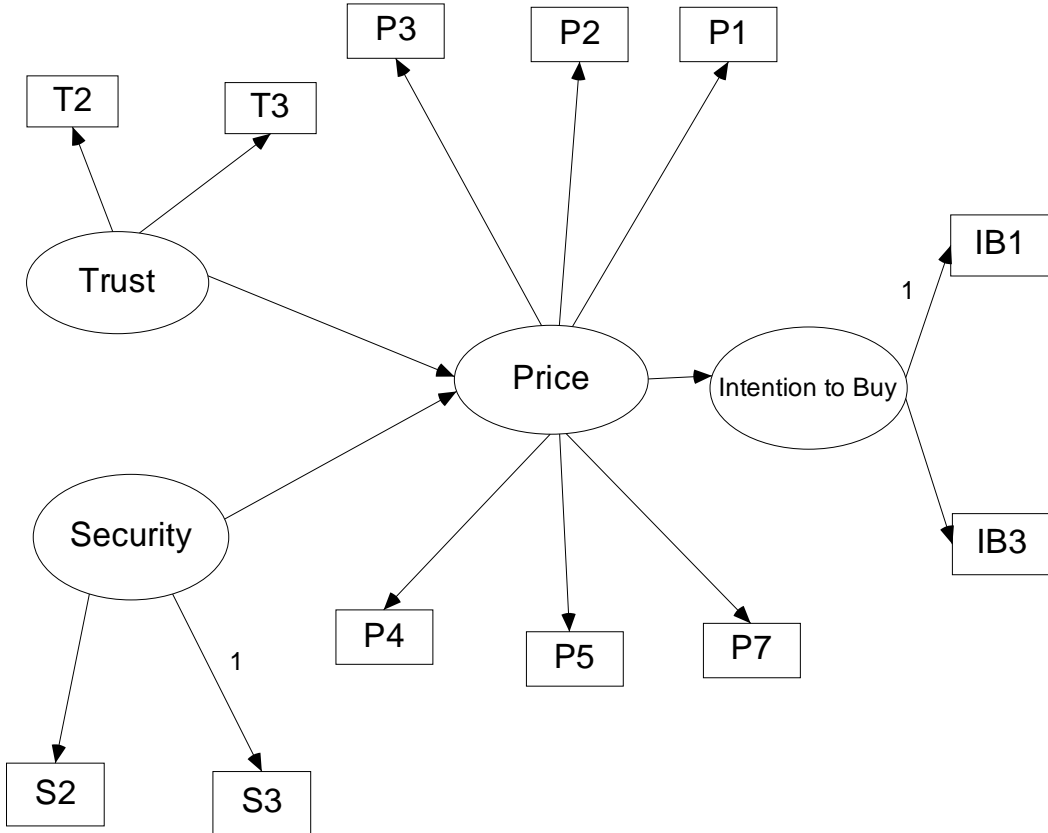 P3
P2
P1
T2
T3
IB1
Trust
1
Price
Intention to Buy
Security
IB3
P4
P5
P7
1
S2
S3